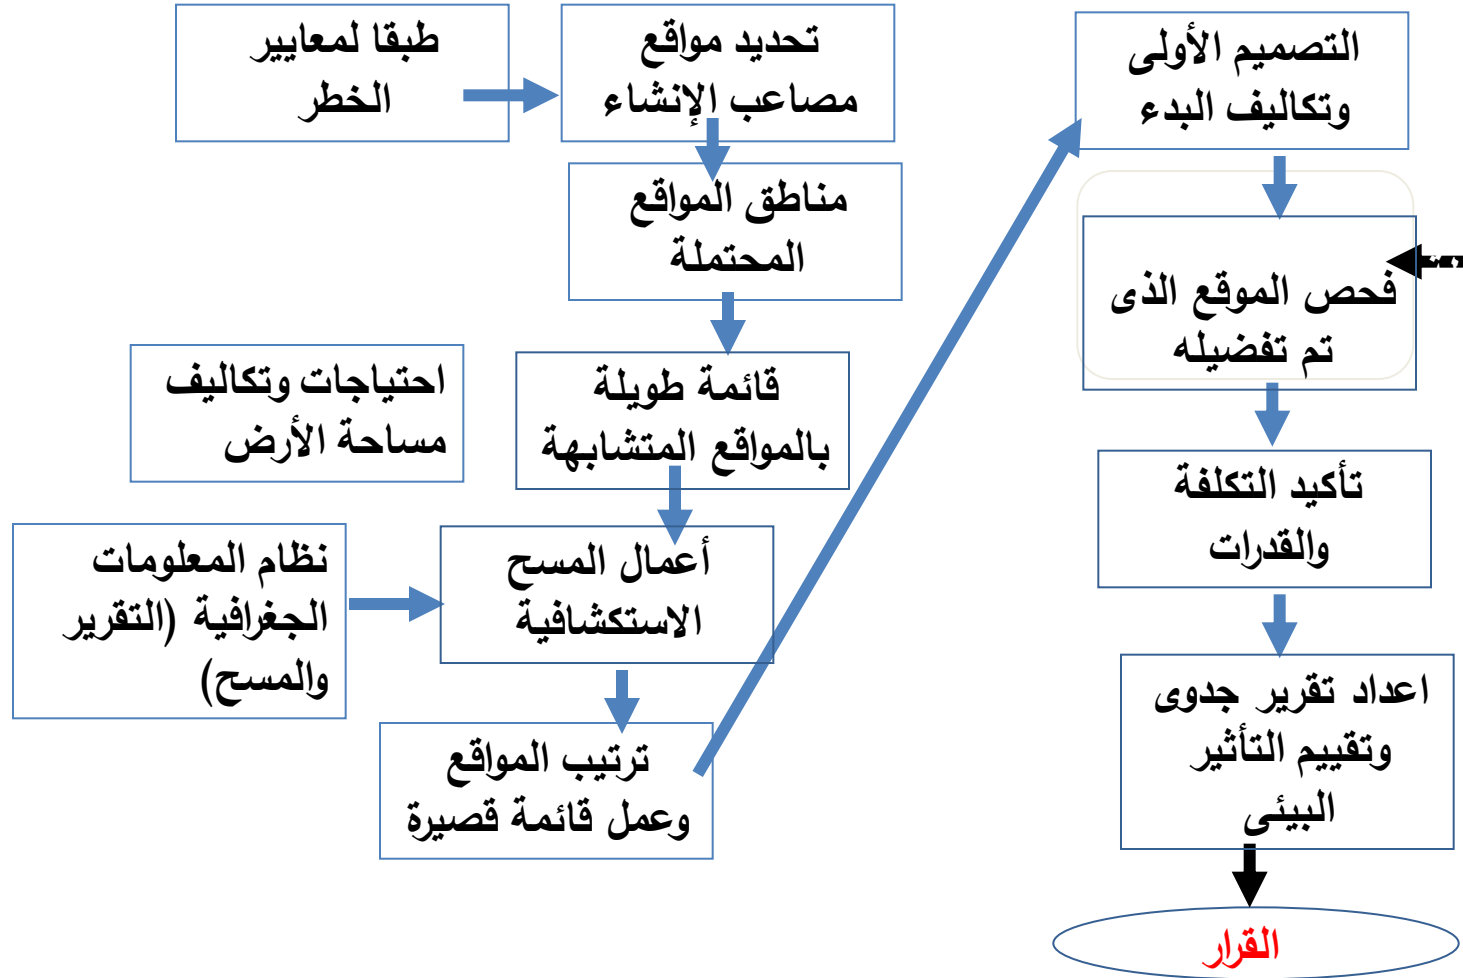 طبقا لمعايير
الخطر
تحديد مواقع
مصاعب الإنشاء
مناطق المواقع
المحتملة
احتياجات وتكاليف
مساحة الأرض
قائمة طويلة
بالمواقع المتشابهة
نظام المعلومات
الجغرافية (التقرير
والمسح)
أعمال المسح
الاستكشافية
ترتيب المواقع
وعمل قائمة قصيرة
التصميم الأولى
وتكاليف البدء
فحص الموقع الذى
تم تفضيله
تأكيد التكلفة
والقدرات
اعداد تقرير جدوى
وتقييم التأثير
البيئى
القرار